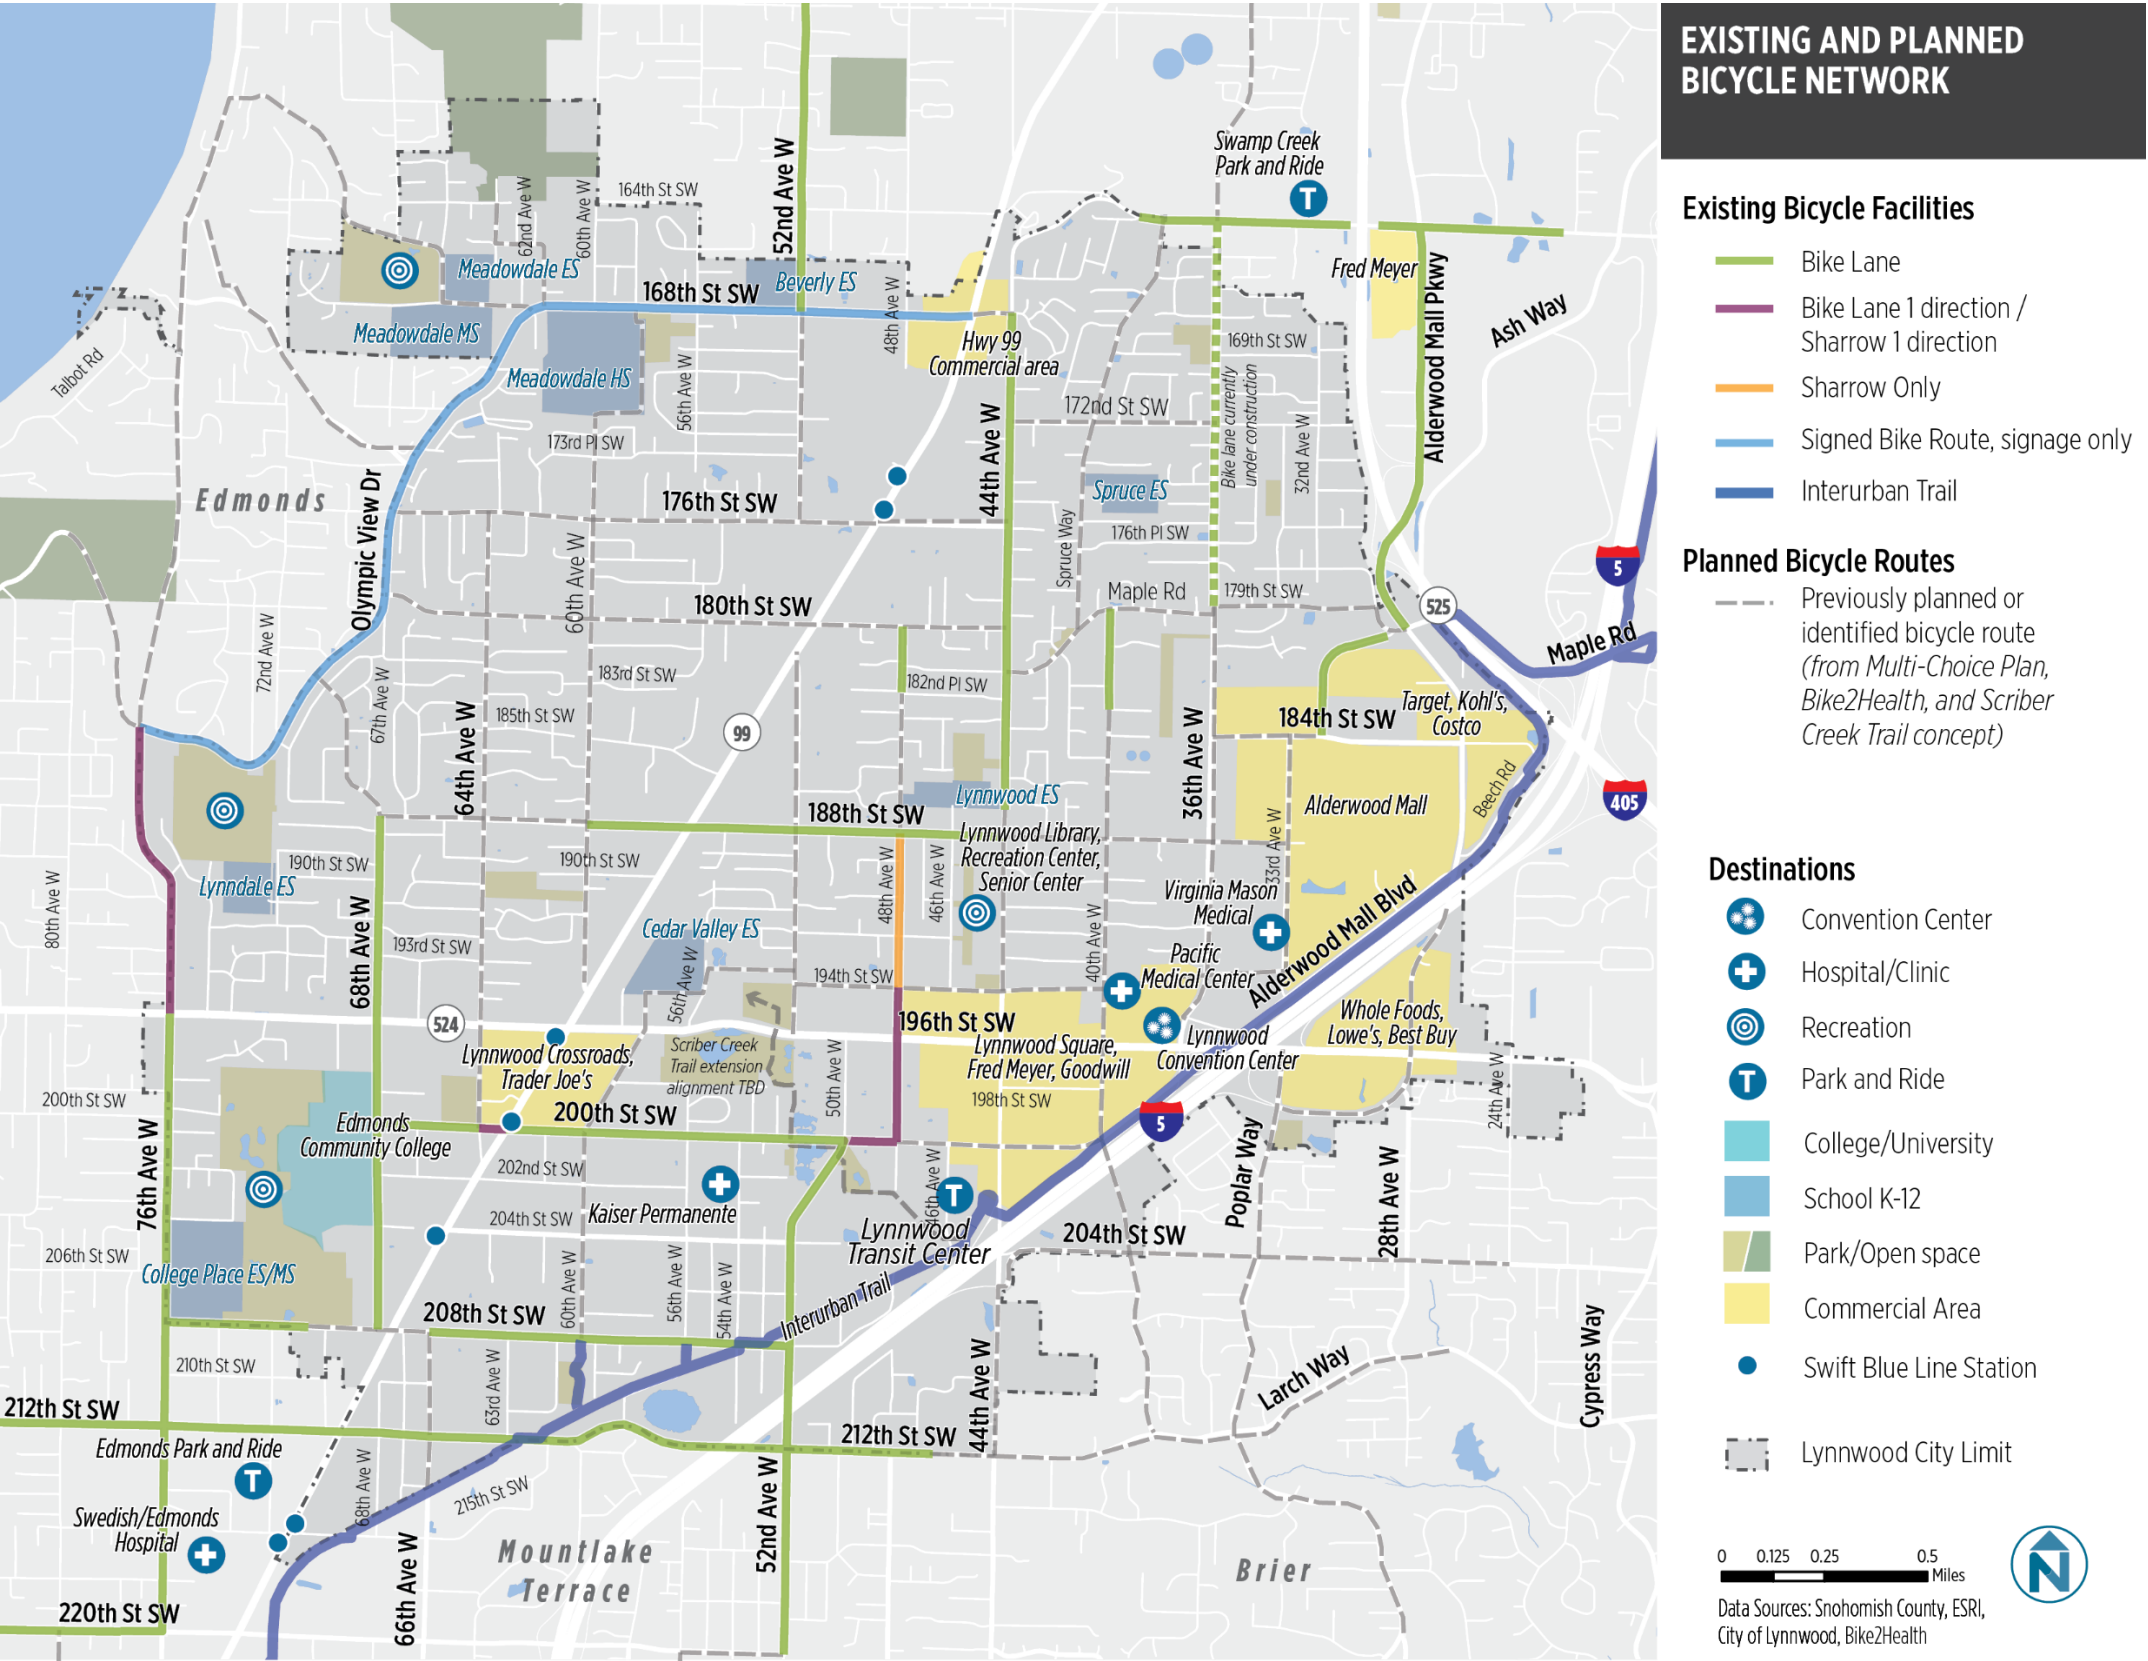 EXISTING AND PLANNED
BICYCLE NETWORK
Existing Bicycle Facilities
Bike Lane
Bike Lane 1 direction /
Sharrow 1 direction
Sharrow Only
Signed Bike Route, signage only
Interurban Trail
Planned Bicycle Routes
Previously planned or
identified bicycle route
(from Multi-Choice Plan,
Bike2Health, and Scriber
Creek Trail concept)
Destinations
Convention Center
Hospital/Clinic
Recreation
T
Park and Ride
College/University
School K-12
Park/Open space
Commercial Area
Swift Blue Line Station
Lynnwood City Limit
0 0.125 0.25 0.5
Miles
N
Data Sources: Snohomish County, ESRI,
City of Lynnwood, Bike2Health
Swamp Creek
Park and Ride
T
52nd Ave W
164th St SW
62nd Ave W
60th Ave W
Meadowdale ES
Beverly ES
168th St SW
48th Ave W
Fred Meyer
Alderwood Mall Pkwy
Ash Way
Meadowdale MS
Meadowdale HS
Hwy 99
Commercial area
169th St SW
Talbot Rd
56th Ave W
173rd Pl SW
44th Ave W
172nd St SW
Bike lane currently
under construction
32nd Ave W
Edmonds
Olympic View Dr
176th St SW
Spruce ES
176th Pl SW
Spruce Way
60th Ave W
180th St SW
Maple Rd
179th St SW
525
5
Maple Rd
72nd Ave W
67th Ave W
183rd St SW
182nd Pl SW
185th St SW
64th Ave W
99
36th Ave W
184th St SW
Target, Kohl's,
Costco
405
Beech Rd
Alderwood Mall
33rd Ave W
Lynnwood ES
188th St SW
Lynnwood Library,
Recreation Center,
Senior Center
190th St SW
190th St SW
Lynndale ES
80th Ave W
68th Ave W
48th Ave W
46th Ave W
40th Ave W
Virginia Mason
Medical
Cedar Valley ES
193rd St SW
194th St SW
56th Ave W
Pacific
Medical Center
Alderwood Mall Blvd
524
196th St SW
Whole Foods,
Lowe's, Best Buy
Lynnwood
Convention Center
Lynnwood Crossroads,
Trader Joe's
Scriber Creek
Trail extension
alignment TBD
50th Ave W
Lynnwood Square,
Fred Meyer, Goodwill
198th St SW
24th Ave W
200th St SW
200th St SW
5
Edmonds
Community College
76th Ave W
202nd St SW
Kaiser Permanente
204th St SW
46th Ave W
T
Lynnwood
Transit Center
204th St SW
Poplar Way
28th Ave W
206th St SW
College Place ES/MS
60th Ave W
56th Ave W
54th Ave W
208th St SW
Interurban Trail
210th St SW
63rd Ave W
44th Ave W
Larch Way
Cypress Way
212th St SW
212th St SW
Edmonds Park and Ride
T
68th Ave W
215th St SW
52nd Ave W
Swedish/Edmonds
Hospital
66th Ave W
Mountlake
Terrace
Brier
220th St SW